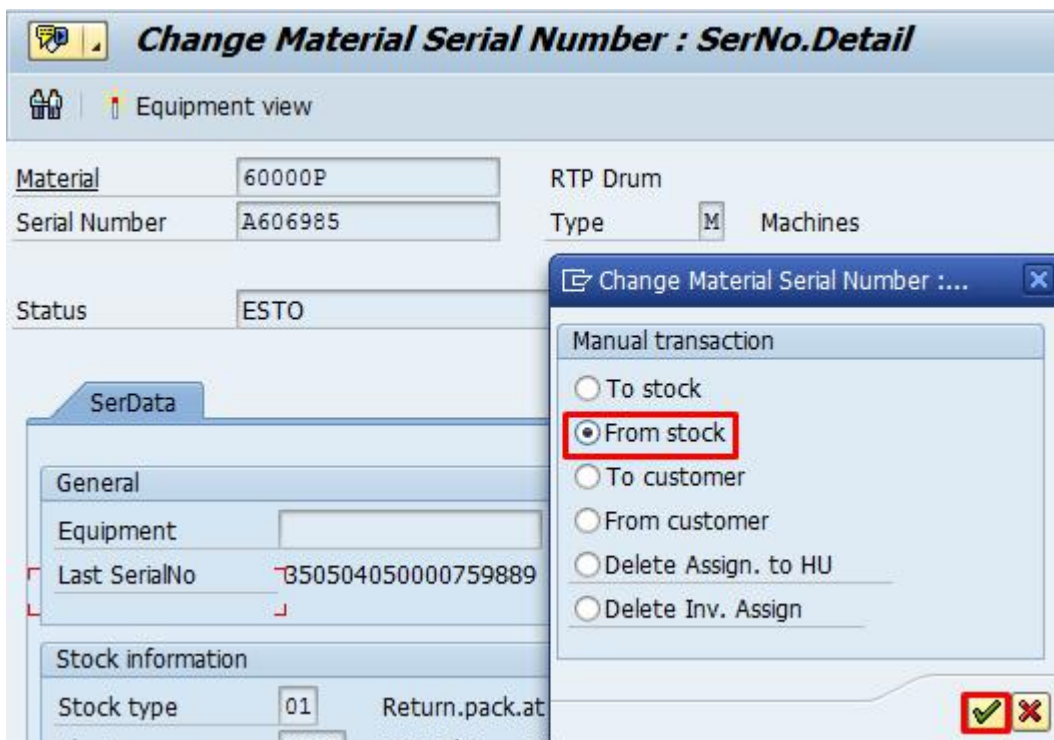 Change Material Serial Number : SerNo.Detail
Equipment view
Material 60000P RTP Drum
Serial Number A606985 Type M Machines
Status ESTO
SerData
General
Equipment
Last SerialNo 350504050000759889
Stock information
Stock type 01 Return.pack.at
Change Material Serial Number :...
Manual transaction
To stock
From stock
To customer
From customer
Delete Assign. to HU
Delete Inv. Assign